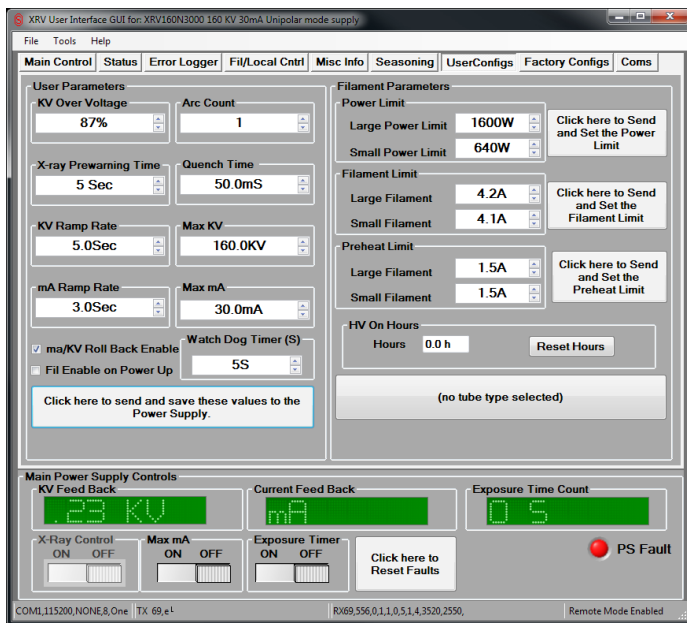 XRV User Interface GUI for: XRV160N3000 160 KV 30mA Unipolar mode supply
File Tools Help
Main Control Status Error Logger Fil/Local Cntrl Misc Info Seasoning UserConfigs Factory Configs Coms
User Parameters
KV Over Voltage
87%
Arc Count
1
X-ray Prewarning Time
5 Sec
Quench Time
50.0mS
KV Ramp Rate
5.0Sec
Max KV
160.0KV
mA Ramp Rate
3.0Sec
Max mA
30.0mA
ma/KV Roll Back Enable
Fil Enable on Power Up
Watch Dog Timer (S)
5S
Click here to send and save these values to the
Power Supply.
Filament Parameters
Power Limit
Large Power Limit 1600W
Small Power Limit 640W
Click here to Send
and Set the Power
Limit
Filament Limit
Large Filament 4.2A
Small Filament 4.1A
Click here to Send
and Set the
Filament Limit
Preheat Limit
Large Filament 1.5A
Small Filament 1.5A
Click here to Send
and Set the
Preheat Limit
HV On Hours
Hours 0.0 h
Reset Hours
(no tube type selected)
Main Power Supply Controls
KV Feed Back
.23 KV
Current Feed Back
mA
Exposure Time Count
0 S
X-Ray Control
ON OFF
Max mA
ON OFF
Exposure Timer
ON OFF
Click here to
Reset Faults
PS Fault
COM1,115200,NONE,8,One TX 69,e└ RX69,556,0,1,1,0,5,1,4,3520,2550, Remote Mode Enabled